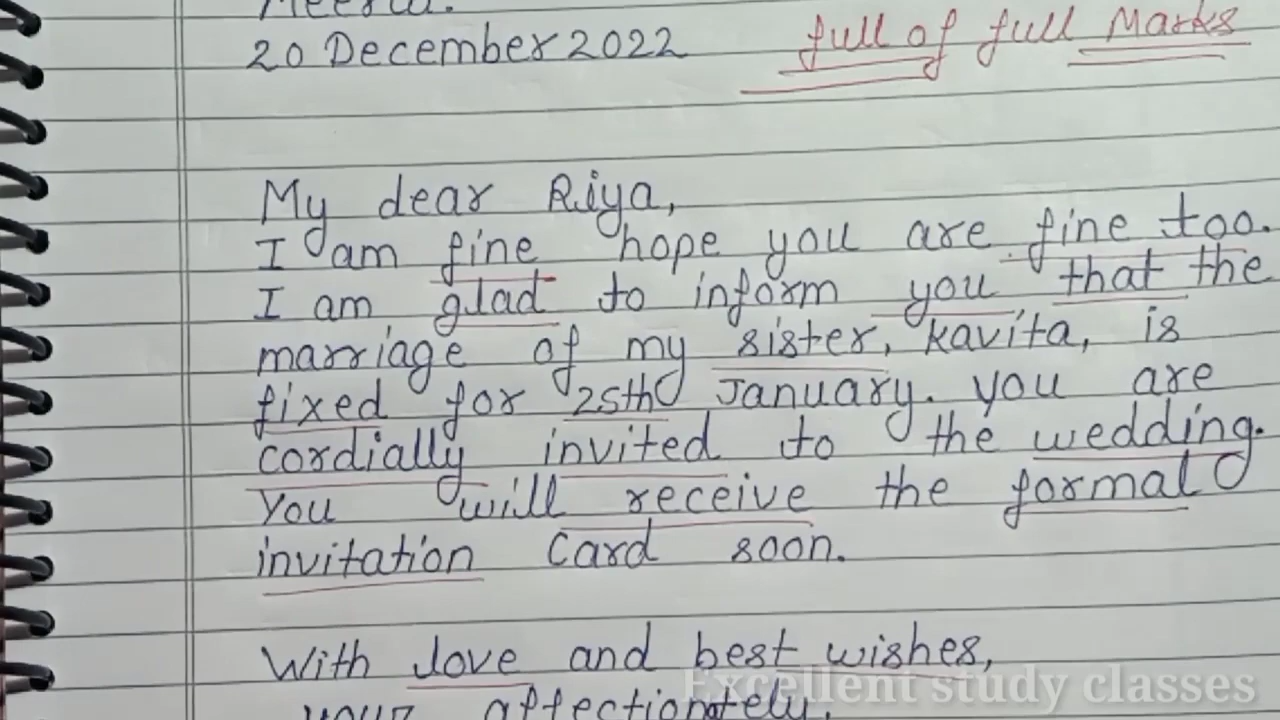 20 December 2022
full of full Marks
My dear Riya,
I am fine hope you are fine too.
I am glad to inform you that the
marriage of my sister, kavita, is
fixed for 25th January. you are
cordially invited to the wedding.
you will receive the formal
invitation Card soon.
With love and best wishes,
your affectionately,
Excellent study classes